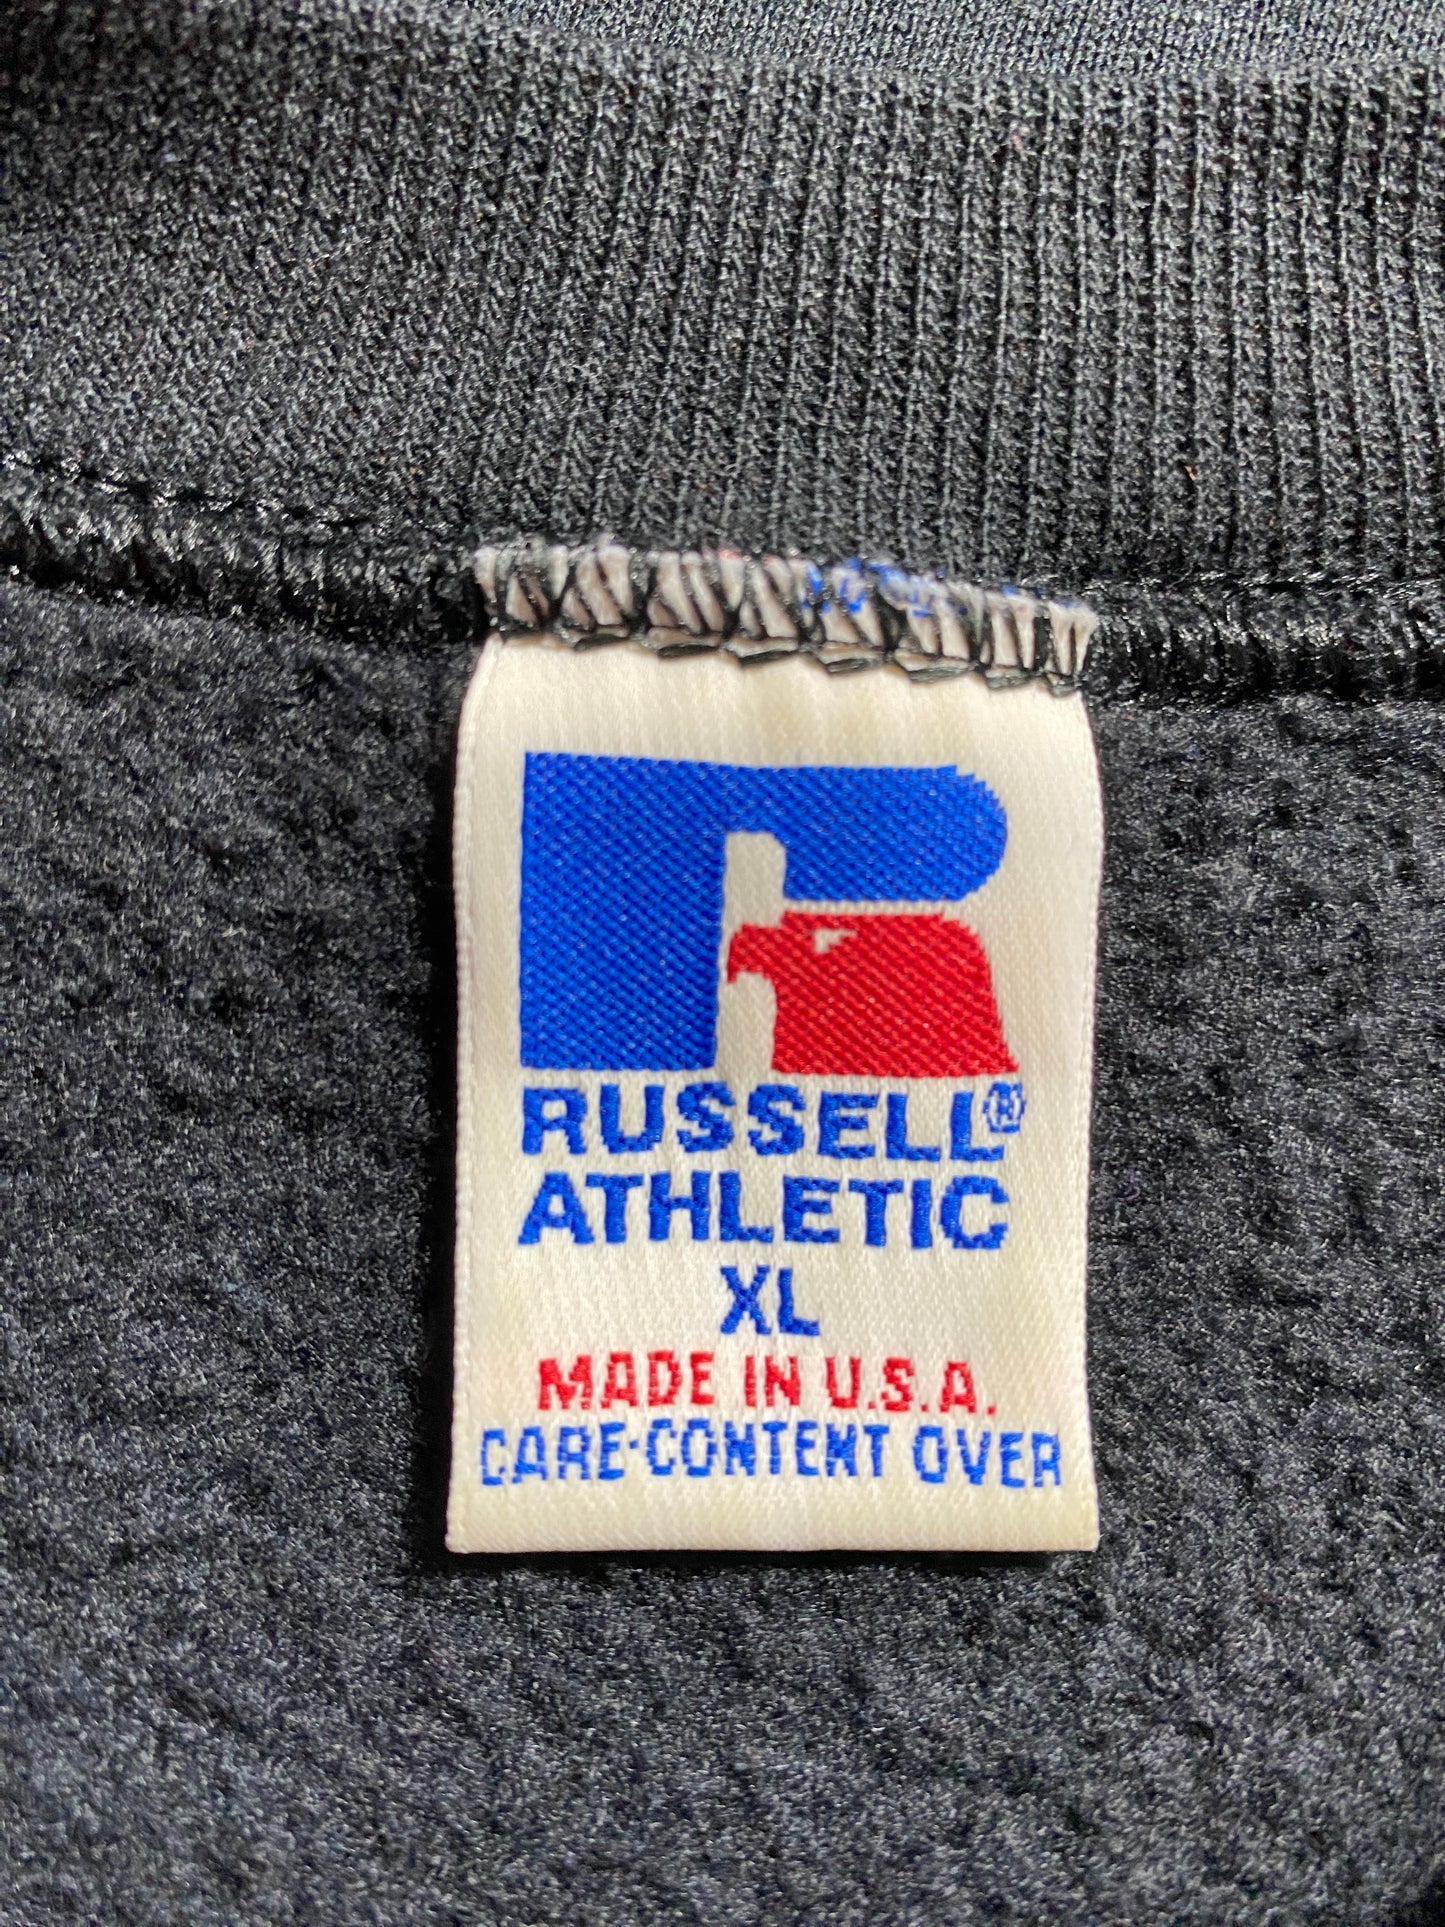 RUSSELL®
ATHLETIC
XL
MADE IN U.S.A.
CARE-CONTENT OVER